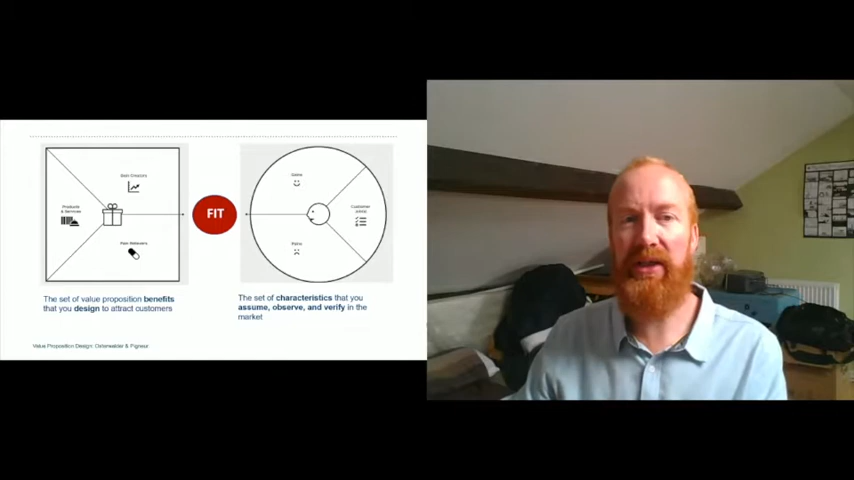 Gain Creators
Gains
Products
& Services
FIT
Customer
Job(s)
Pain Relievers
Pains
The set of value proposition benefits
that you design to attract customers
The set of characteristics that you
assume, observe, and verify in the
market
Value Proposition Design: Osterwalder & Pigneur